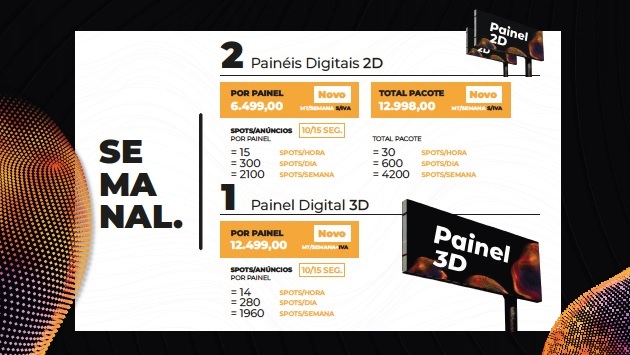 SE
MA
NAL.
2 Painéis Digitais 2D
Painel
2D
POR PAINEL Novo
6.499,00 MT/SEMANA S/IVA
TOTAL PACOTE Novo
12.998,00 MT/SEMANA S/IVA
SPOTS/ANÚNCIOS 10/15 SEG.
POR PAINEL
= 15 SPOTS/HORA
= 300 SPOTS/DIA
= 2100 SPOTS/SEMANA
TOTAL PACOTE
= 30 SPOTS/HORA
= 600 SPOTS/DIA
= 4200 SPOTS/SEMANA
1 Painel Digital 3D
POR PAINEL Novo
12.499,00 MT/SEMANA IVA
SPOTS/ANÚNCIOS 10/15 SEG.
POR PAINEL
= 14 SPOTS/HORA
= 280 SPOTS/DIA
= 1960 SPOTS/SEMANA
Painel
3D